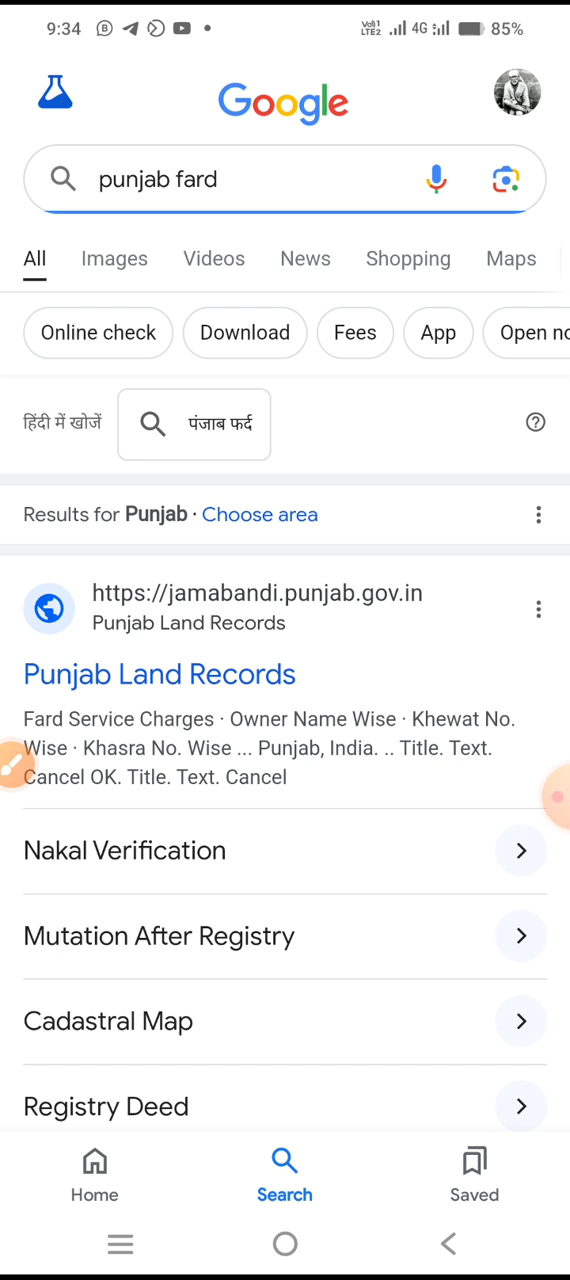 9:34
VoI1 LTE2 4G 85%
Google
punjab fard
All Images Videos News Shopping Maps
Online check Download Fees App Open no
हिंदी में खोजें पंजाब फर्द
Results for Punjab · Choose area
https://jamabandi.punjab.gov.in
Punjab Land Records
Punjab Land Records
Fard Service Charges · Owner Name Wise · Khewat No.
Wise · Khasra No. Wise ... Punjab, India. .. Title. Text.
Cancel OK. Title. Text. Cancel
Nakal Verification
Mutation After Registry
Cadastral Map
Registry Deed
Home Search Saved